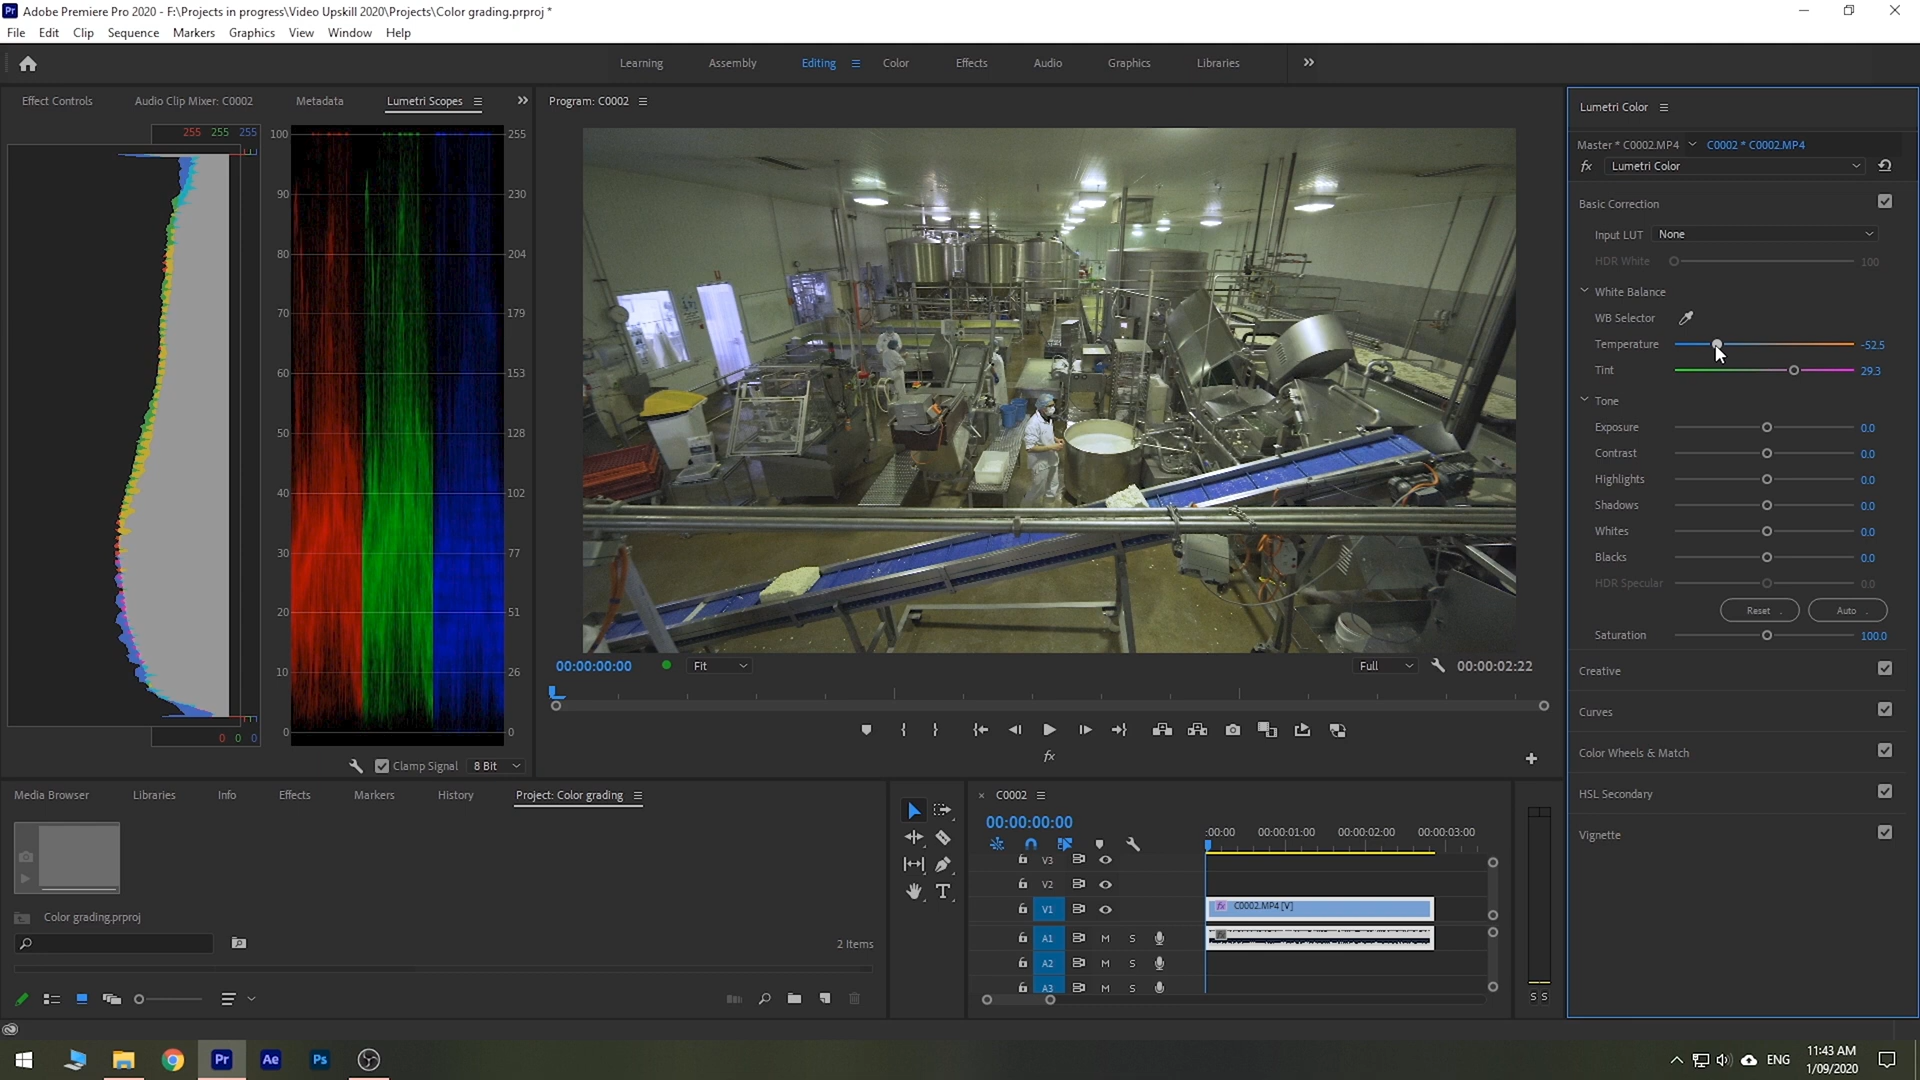 Pr Adobe Premiere Pro 2020 - F:\Projects in progress\Video Upskill 2020\Projects\Color grading.prproj *
File Edit Clip Sequence Markers Graphics View Window Help
Learning Assembly Editing Color Effects Audio Graphics Libraries
Effect Controls Audio Clip Mixer: C0002 Metadata Lumetri Scopes
255 255 255
100 255
90 230
80 204
70 179
60 153
50 128
40 102
30 77
20 51
10 26
0 0
0 0 0
Clamp Signal 8 Bit
Program: C0002
00:00:00:00 Fit Full 00:00:02:22
fx
Lumetri Color
Master * C0002.MP4 C0002 * C0002.MP4
fx Lumetri Color
Basic Correction
Input LUT None
HDR White 100
White Balance
WB Selector
Temperature -52.5
Tint 29.3
Tone
Exposure 0.0
Contrast 0.0
Highlights 0.0
Shadows 0.0
Whites 0.0
Blacks 0.0
HDR Specular 0.0
Reset Auto
Saturation 100.0
Creative
Curves
Color Wheels & Match
HSL Secondary
Vignette
Media Browser Libraries Info Effects Markers History Project: Color grading
Color grading.prproj
2 Items
× C0002
00:00:00:00
:00:00 00:00:01:00 00:00:02:00 00:00:03:00
V3
V2
V1 fx C0002.MP4 [V]
A1 M S fx
A2 M S
A3 M S
S S
Pr Ae Ps
ENG
11:43 AM
1/09/2020